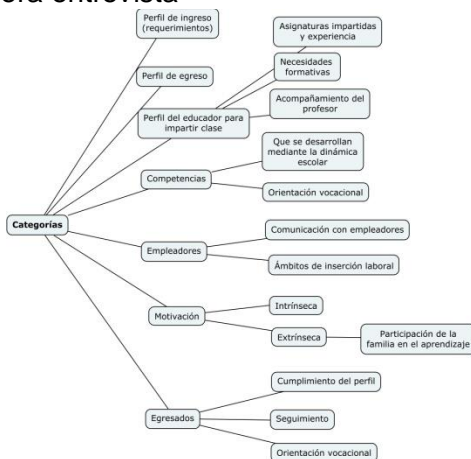 era entrevista
Perfil de ingreso
(requerimientos)
Asignaturas impartidas
y experiencia
Perfil de egreso
Necesidades
formativas
Perfil del educador para
impartir clase
Acompañamiento del
profesor
Competencias
Que se desarrollan
mediante la dinámica
escolar
Orientación vocacional
Categorías
Empleadores
Comunicación con empleadores
Ámbitos de inserción laboral
Motivación
Intrínseca
Extrínseca
Participación de la
familia en el aprendizaje
Egresados
Cumplimiento del perfil
Seguimiento
Orientación vocacional